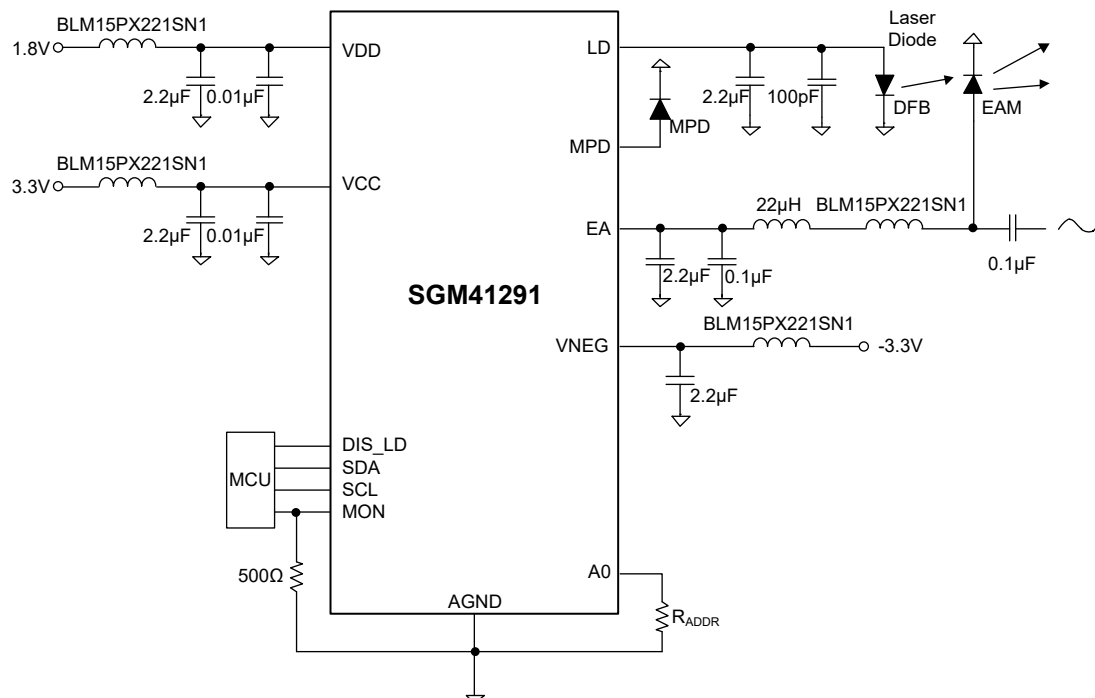 BLM15PX221SN1
1.8V
VDD
2.2µF
0.01µF
BLM15PX221SN1
3.3V
VCC
2.2µF
0.01µF
SGM41291
LD
2.2µF
100pF
Laser
Diode
DFB
EAM
MPD
MPD
EA
22µH
BLM15PX221SN1
2.2µF
0.1µF
0.1µF
VNEG
BLM15PX221SN1
-3.3V
2.2µF
MCU
DIS_LD
SDA
SCL
MON
500Ω
AGND
A0
RADDR